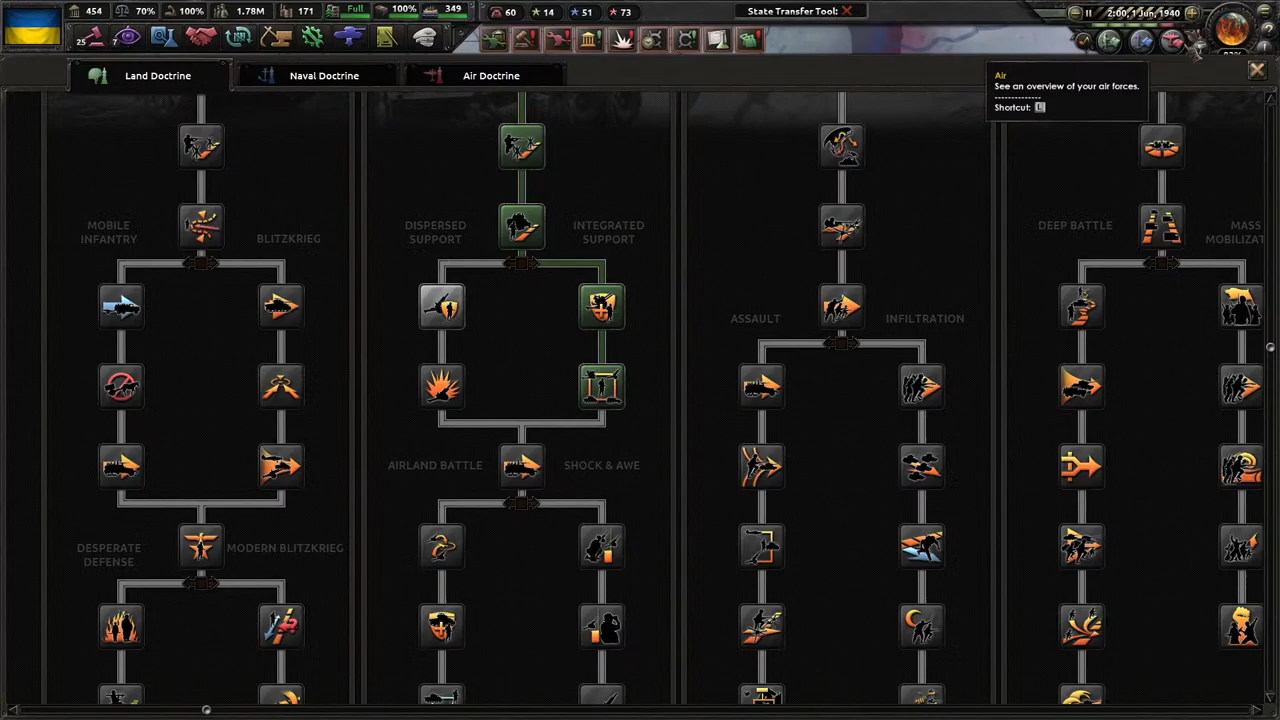 454
70%
100%
1.78M
171
Full
100%
349
60
14
51
73
State Transfer Tool:
2:00, 1 Jun, 1940
25
7
Land Doctrine
Naval Doctrine
Air Doctrine
Air
See an overview of your air forces.
Shortcut: L
MOBILE
INFANTRY
BLITZKRIEG
DISPERSED
SUPPORT
INTEGRATED
SUPPORT
DEEP BATTLE
MASS
MOBILIZAT
ASSAULT
INFILTRATION
AIRLAND BATTLE
SHOCK & AWE
DESPERATE
DEFENSE
MODERN BLITZKRIEG